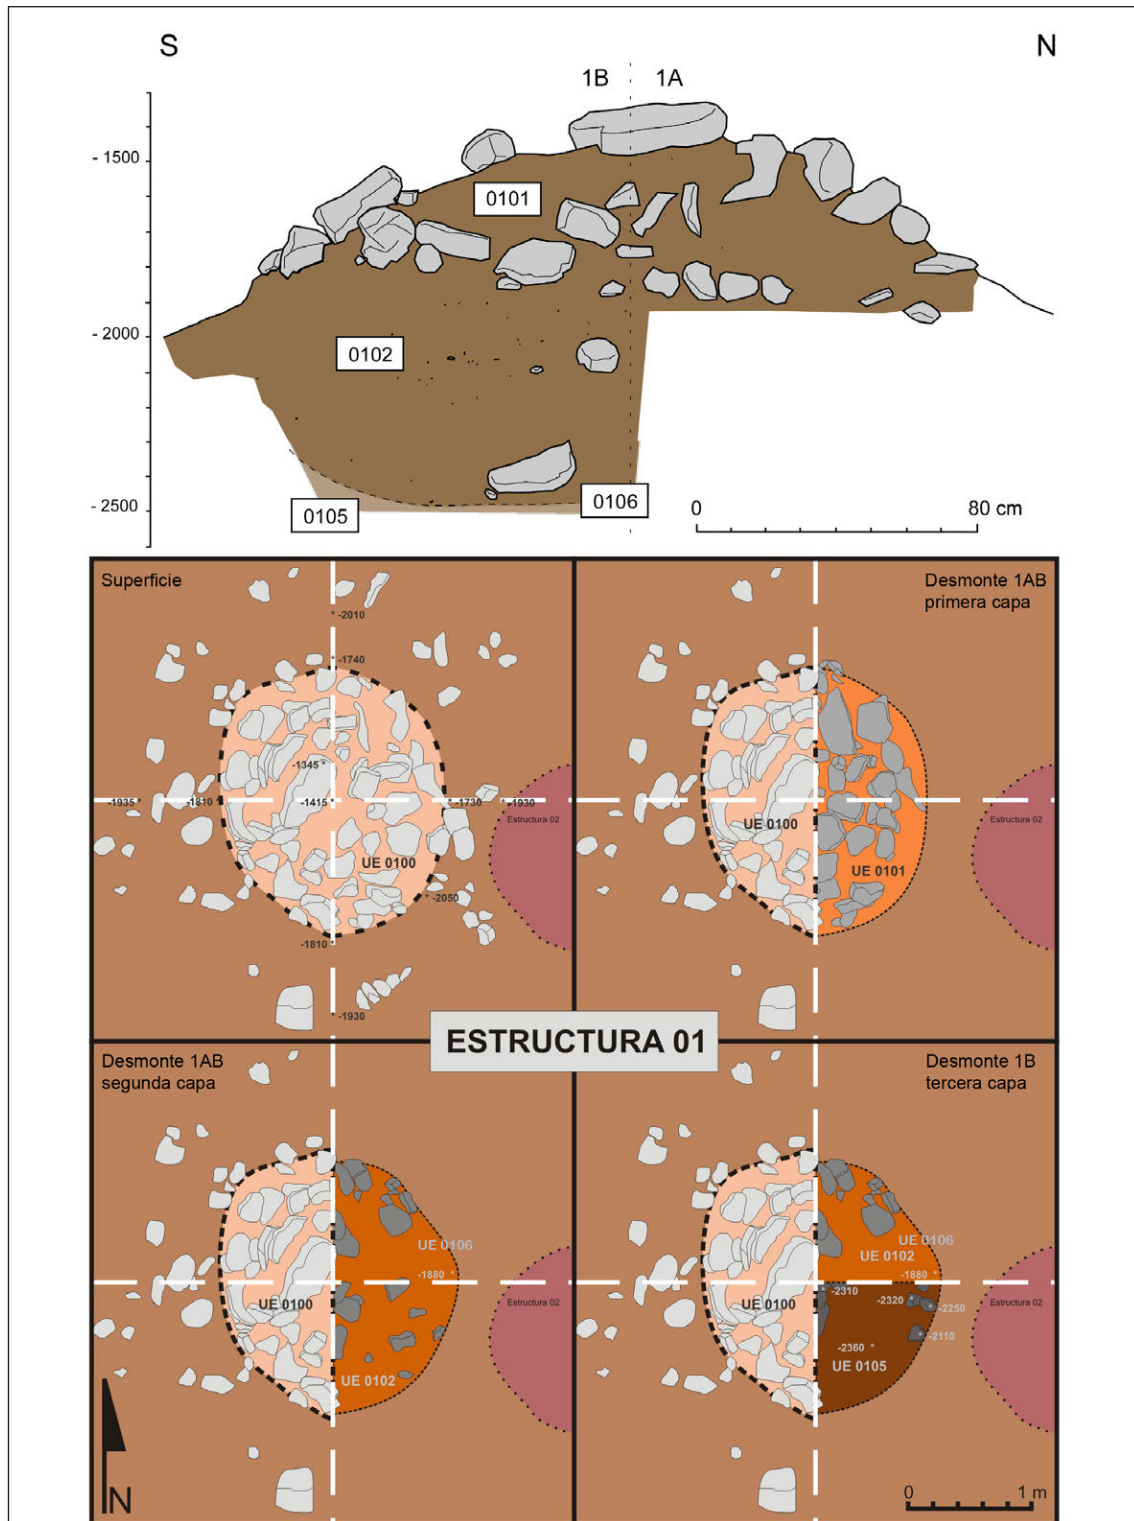 S
N
1B
1A
- 1500
0101
- 2000
0102
- 2500
0105
0106
0
80 cm
Superficie
-2010
-1740
-1345
-1935
-1810
-1415
-1730
-1930
Estructura 02
UE 0100
-2050
-1810
-1930
Desmonte 1AB
primera capa
UE 0100
Estructura 02
UE 0101
ESTRUCTURA 01
Desmonte 1AB
segunda capa
UE 0106
-1880
UE 0100
Estructura 02
UE 0102
N
Desmonte 1B
tercera capa
UE 0106
UE 0102
-1880
-2310
-2320
-2250
UE 0100
Estructura 02
-2110
-2360
UE 0105
0
1 m